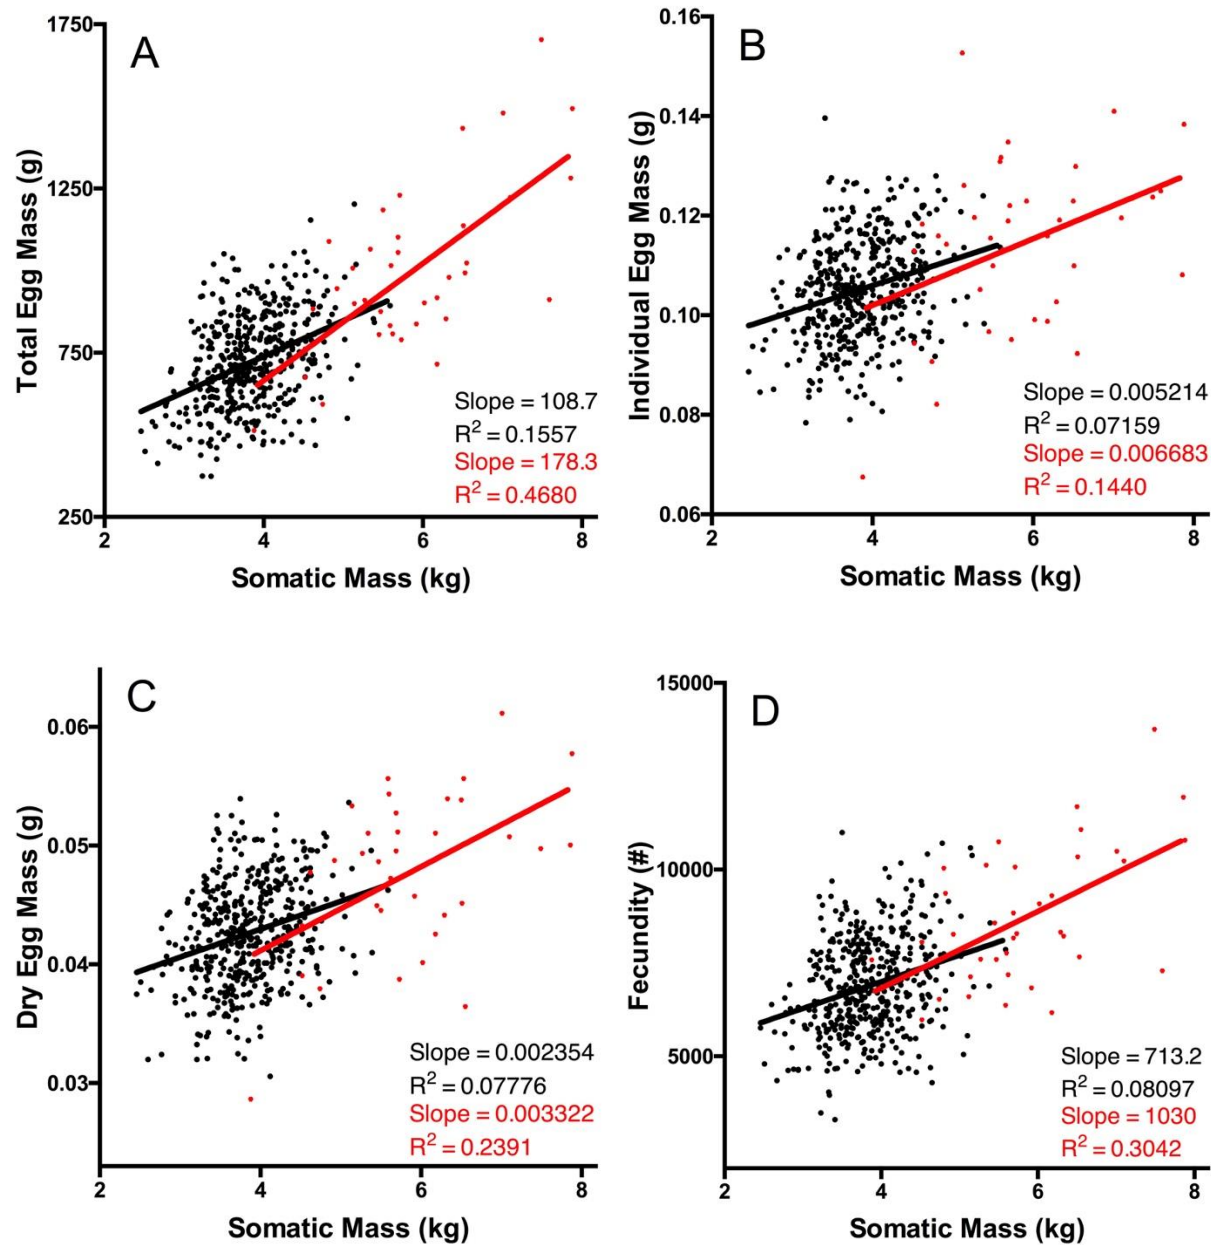 A
Total Egg Mass (g)
1750
1250
750
250
2 4 6 8
Somatic Mass (kg)
Slope = 108.7
R² = 0.1557
Slope = 178.3
R² = 0.4680
B
Individual Egg Mass (g)
0.16
0.14
0.12
0.10
0.08
0.06
2 4 6 8
Somatic Mass (kg)
Slope = 0.005214
R² = 0.07159
Slope = 0.006683
R² = 0.1440
C
Dry Egg Mass (g)
0.06
0.05
0.04
0.03
2 4 6 8
Somatic Mass (kg)
Slope = 0.002354
R² = 0.07776
Slope = 0.003322
R² = 0.2391
D
Fecundity (#)
15000
10000
5000
2 4 6 8
Somatic Mass (kg)
Slope = 713.2
R² = 0.08097
Slope = 1030
R² = 0.3042